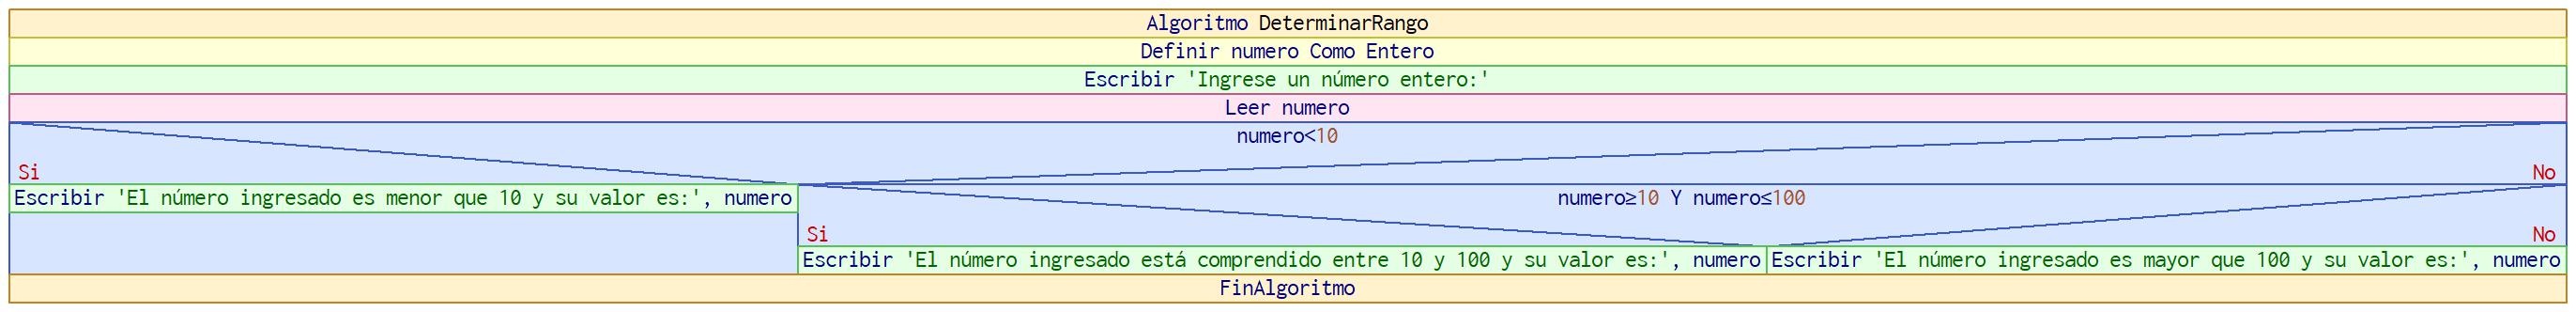 Algoritmo DeterminarRango
Definir numero Como Entero
Escribir 'Ingrese un número entero:'
Leer numero
numero<10
Si
No
Escribir 'El número ingresado es menor que 10 y su valor es:', numero
numero≥10 Y numero≤100
Si
No
Escribir 'El número ingresado está comprendido entre 10 y 100 y su valor es:', numero
Escribir 'El número ingresado es mayor que 100 y su valor es:', numero
FinAlgoritmo